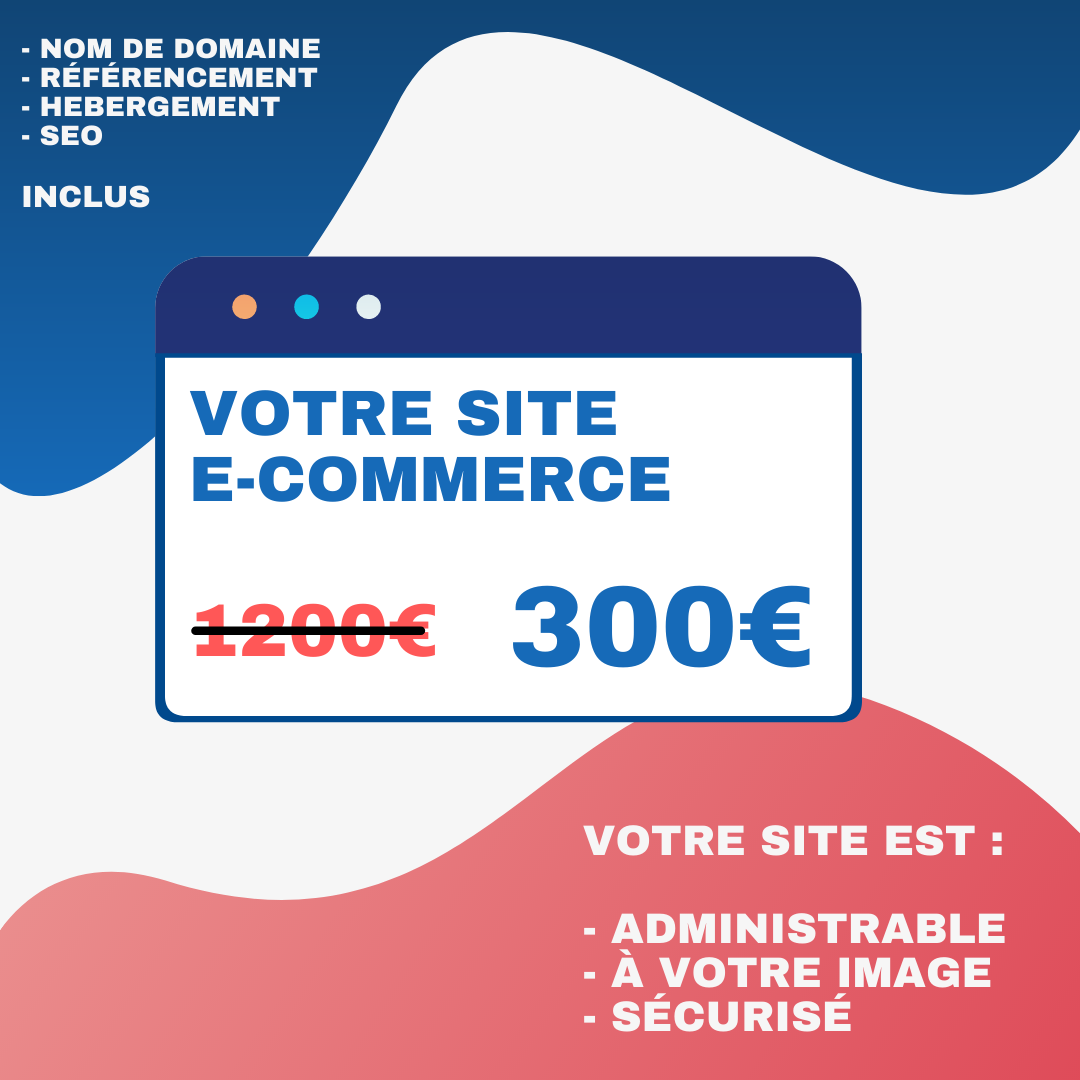 - NOM DE DOMAINE
- RÉFÉRENCEMENT
- HEBERGEMENT
- SEO
INCLUS
VOTRE SITE
E-COMMERCE
1200€ 300€
VOTRE SITE EST :
- ADMINISTRABLE
- À VOTRE IMAGE
- SÉCURISÉ